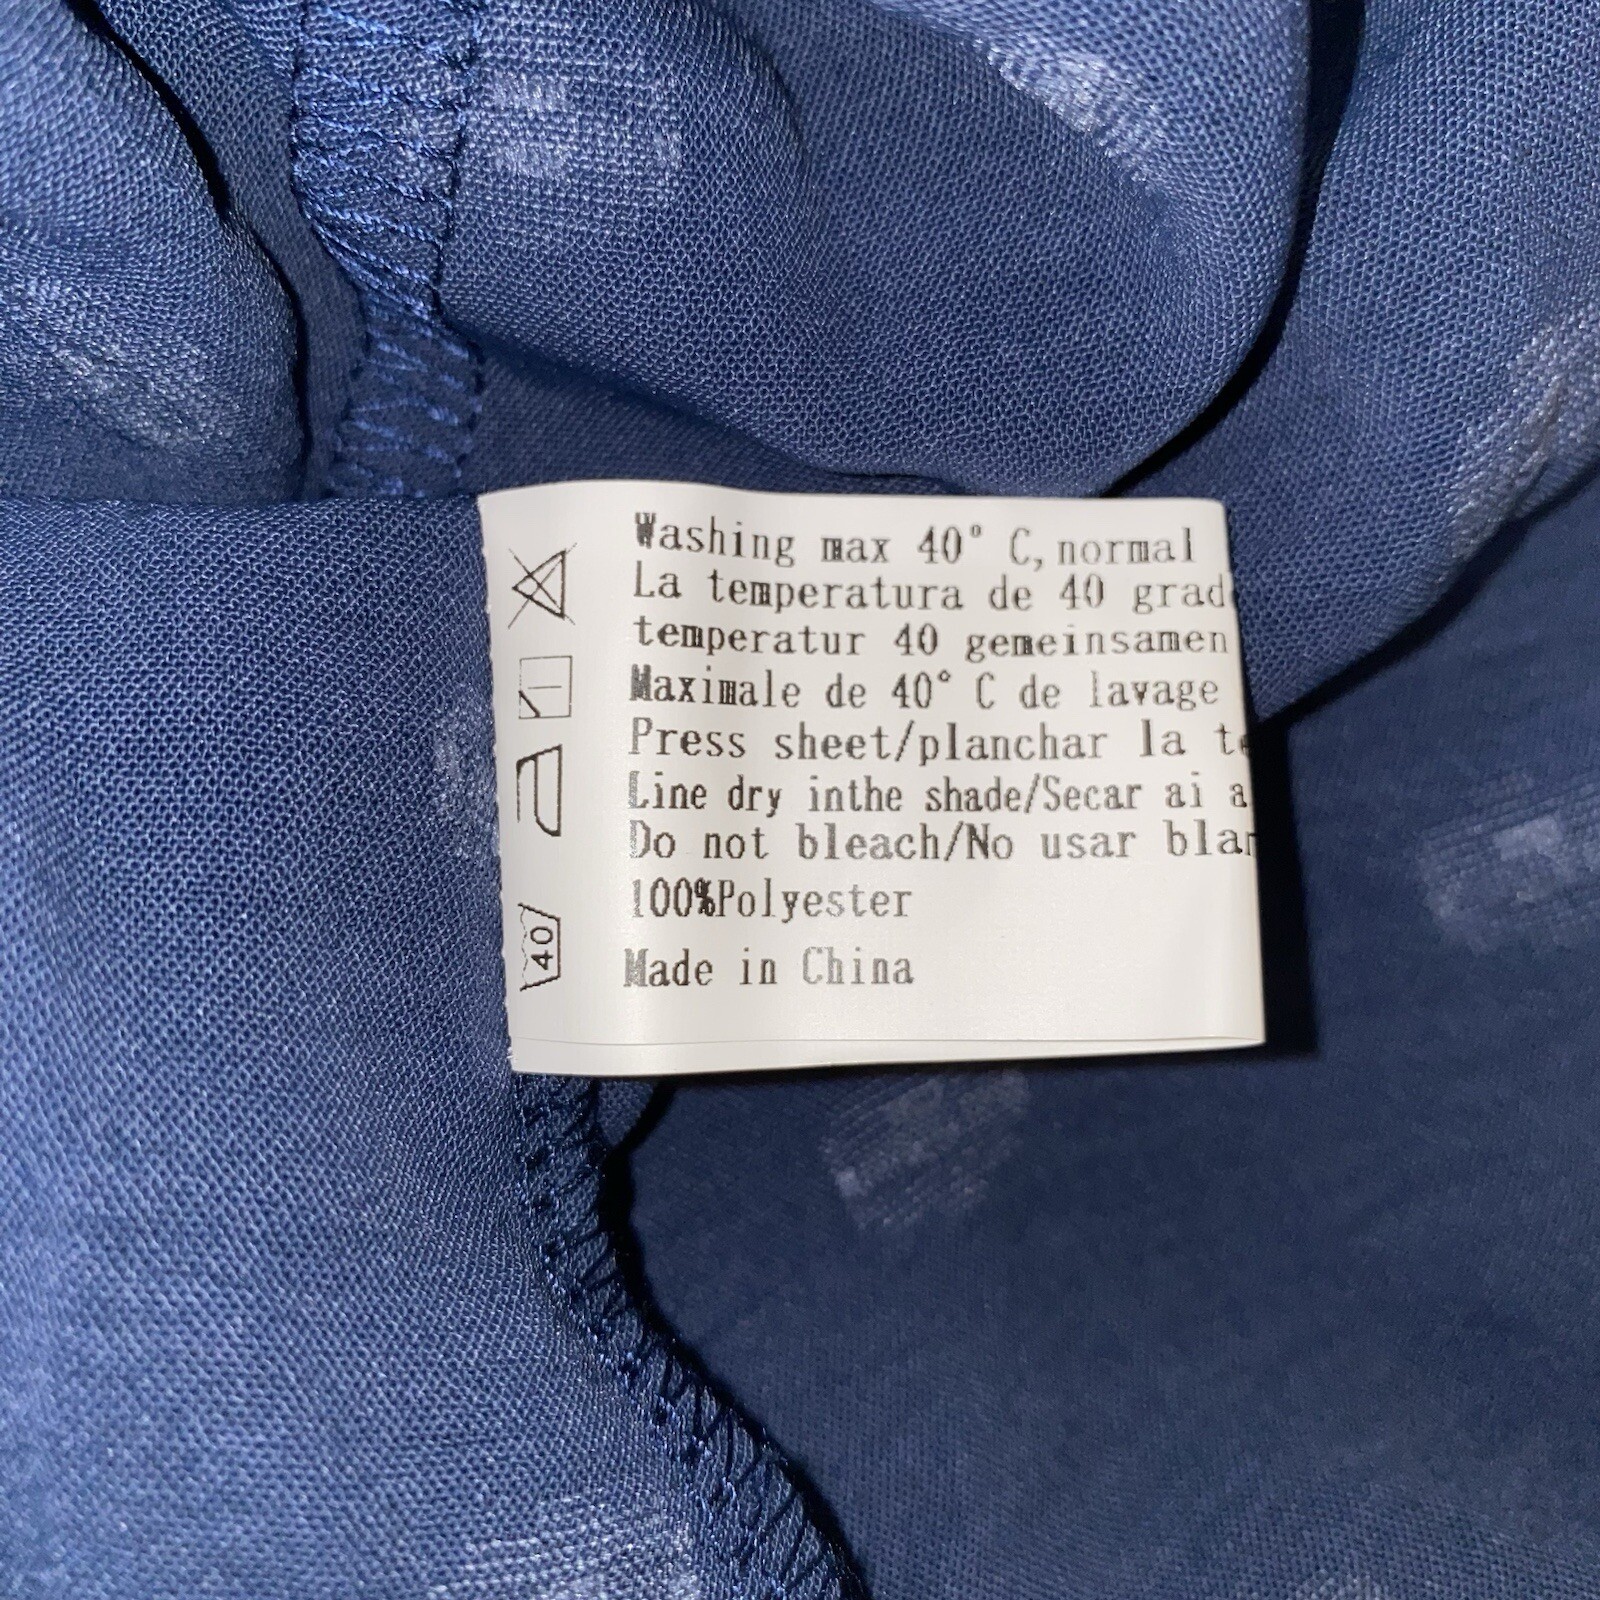 Washing max 40° C, normal
La temperatura de 40 grad
temperatur 40 gemeinsamen
Maximale de 40° C de lavage
Press sheet/planchar la te
Line dry inthe shade/Secar ai a
Do not bleach/No usar blan
100%Polyester
Made in China
40